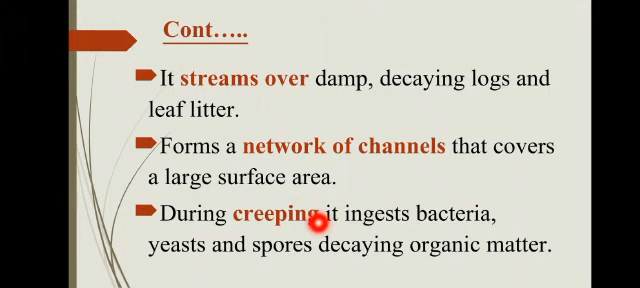 Cont…..
It streams over damp, decaying logs and
leaf litter.
Forms a network of channels that covers
a large surface area.
During creeping it ingests bacteria,
yeasts and spores decaying organic matter.